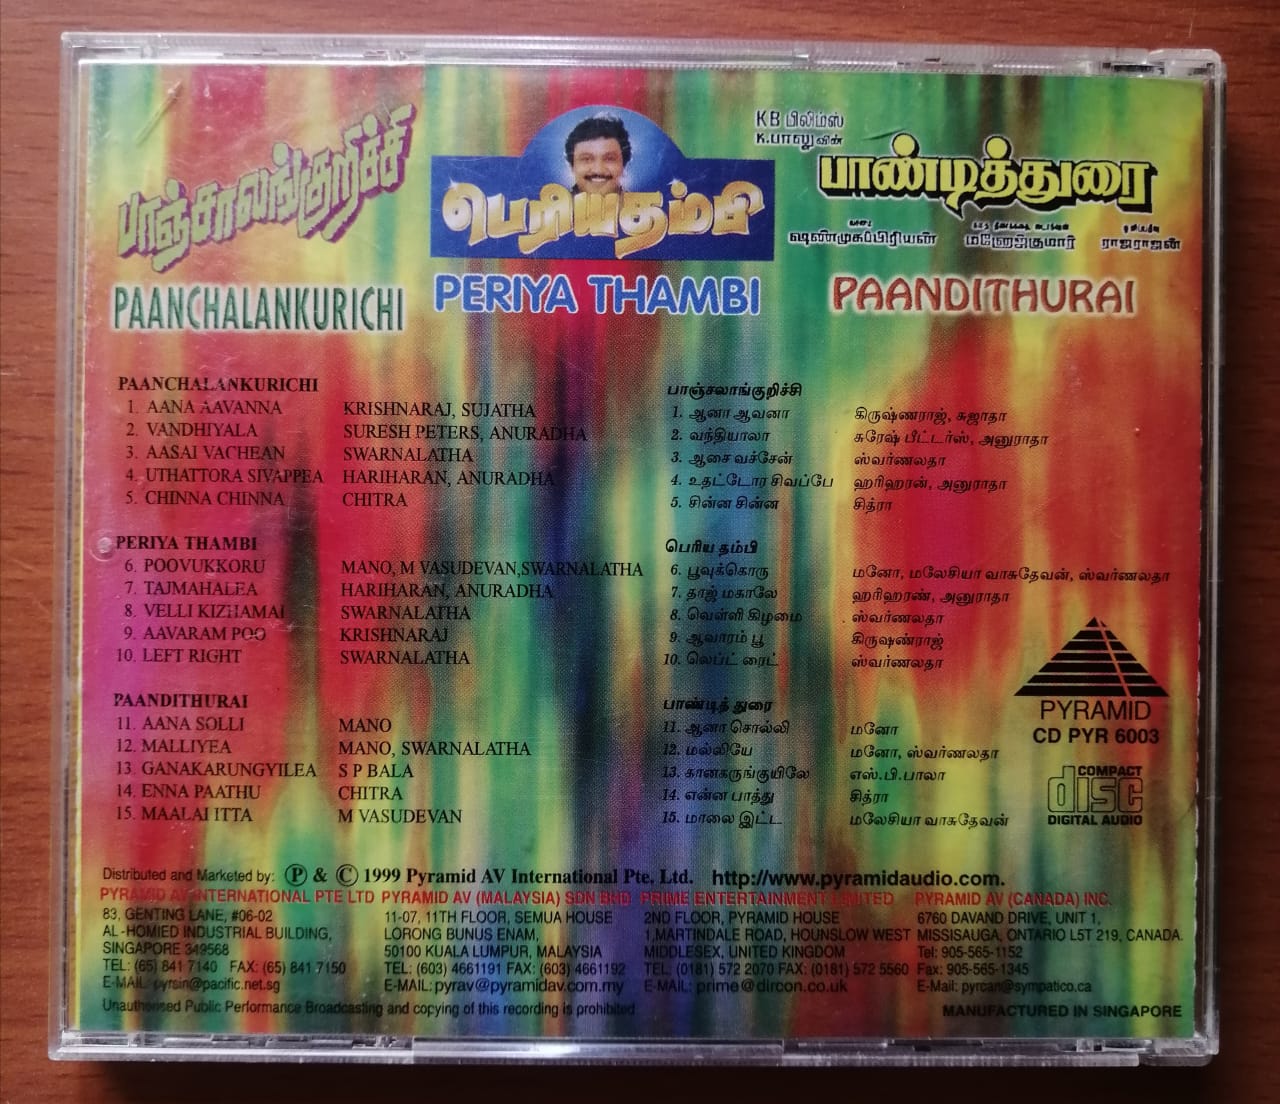 பாஞ்சாலங்குறிச்சி
PAANCHALANKURICHI
பெரியதம்பி
PERIYA THAMBI
KB பிலிம்ஸ்
K.பாலுவின்
பாண்டித்துரை
ஷண்முகப்பிரியன் மஹேஜ்குமார் ராஜராஜன்
PAANDITHURAI
PAANCHALANKURICHI
1. AANA AAVANNA KRISHNARAJ, SUJATHA
2. VANDHIYALA SURESH PETERS, ANURADHA
3. AASAI VACHEAN SWARNALATHA
4. UTHATTORA SIVAPPEA HARIHARAN, ANURADHA
5. CHINNA CHINNA CHITRA
PERIYA THAMBI
6. POOVUKKORU MANO, M VASUDEVAN,SWARNALATHA
7. TAJMAHALEA HARIHARAN, ANURADHA
8. VELLI KIZHAMAI SWARNALATHA
9. AAVARAM POO KRISHNARAJ
10. LEFT RIGHT SWARNALATHA
PAANDITHURAI
11. AANA SOLLI MANO
12. MALLIYEA MANO, SWARNALATHA
13. GANAKARUNGYILEA S P BALA
14. ENNA PAATHU CHITRA
15. MAALAI ITTA M VASUDEVAN
பாஞ்சலாங்குறிச்சி
1. ஆனா ஆவனா கிருஷ்ணராஜ், சுஜாதா
2. வந்தியாலா சுரேஷ் பீட்டர்ஸ், அனுராதா
3. ஆசை வச்சேன் ஸ்வர்ணலதா
4. உதட்டோர சிவப்பே ஹரிஹரன், அனுராதா
5. சின்ன சின்ன சித்ரா
பெரிய தம்பி
6. பூவுக்கொரு மனோ, மலேசியா வாசுதேவன், ஸ்வர்ணலதா
7. தாஜ் மகாலே ஹரிஹரண், அனுராதா
8. வெள்ளி கிழமை ஸ்வர்ணலதா
9. ஆவாரம் பூ கிருஷண்ராஜ்
10. லெப்ட் ரைட் ஸ்வர்ணலதா
பாண்டித் துரை
11. ஆனா சொல்லி மனோ
12. மல்லியே மனோ, ஸ்வர்ணலதா
13. கானகருங்குயிலே எஸ்.பி.பாலா
14. என்ன பாத்து சித்ரா
15. மாலை இட்ட மலேசியா வாசுதேவன்
PYRAMID
CD PYR 6003
COMPACT
disc
DIGITAL AUDIO
Distributed and Marketed by: Ⓟ & © 1999 Pyramid AV International Pte. Ltd. http://www.pyramidaudio.com.
PYRAMID AV INTERNATIONAL PTE LTD
83, GENTING LANE, #06-02
AL-HOMIED INDUSTRIAL BUILDING,
SINGAPORE 349568
TEL: (65) 841 7140 FAX: (65) 841 7150
E-MAIL: pyrsin@pacific.net.sg
PYRAMID AV (MALAYSIA) SDN BHD
11-07, 11TH FLOOR, SEMUA HOUSE
LORONG BUNUS ENAM,
50100 KUALA LUMPUR, MALAYSIA
TEL: (603) 4661191 FAX: (603) 4661192
E-MAIL: pyrav@pyramidav.com.my
PRIME ENTERTAINMENT LIMITED
2ND FLOOR, PYRAMID HOUSE
1,MARTINDALE ROAD, HOUNSLOW WEST
MIDDLESEX, UNITED KINGDOM
TEL: (0181) 572 2070 FAX: (0181) 572 5560
E-MAIL: prime@dircon.co.uk
PYRAMID AV (CANADA) INC.
6760 DAVAND DRIVE, UNIT 1,
MISSISAUGA, ONTARIO L5T 219, CANADA.
Tel: 905-565-1152
Fax: 905-565-1345
E-MAIL: pyrcan@sympatico.ca
Unauthorised Public Performance Broadcasting and copying of this recording is prohibited
MANUFACTURED IN SINGAPORE